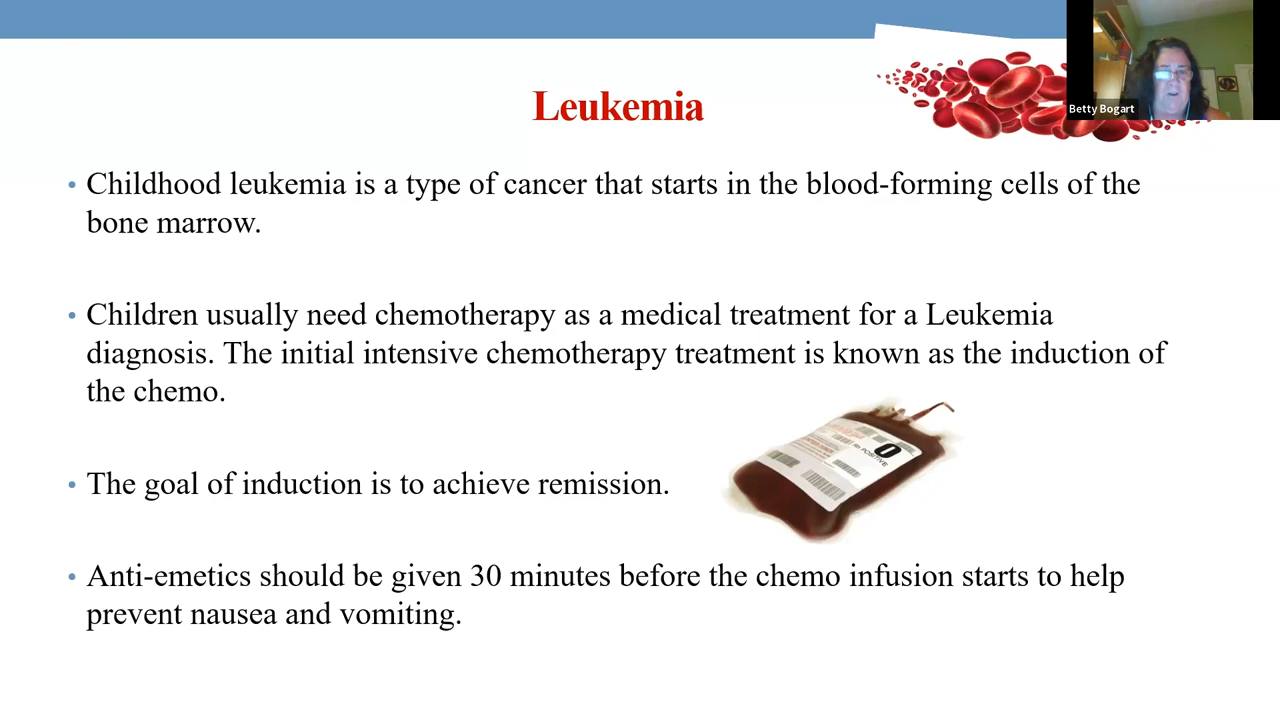 Leukemia
Betty Bogart
• Childhood leukemia is a type of cancer that starts in the blood-forming cells of the
bone marrow.
• Children usually need chemotherapy as a medical treatment for a Leukemia
diagnosis. The initial intensive chemotherapy treatment is known as the induction of
the chemo.
• The goal of induction is to achieve remission.
O
Rh POSITIVE
• Anti-emetics should be given 30 minutes before the chemo infusion starts to help
prevent nausea and vomiting.